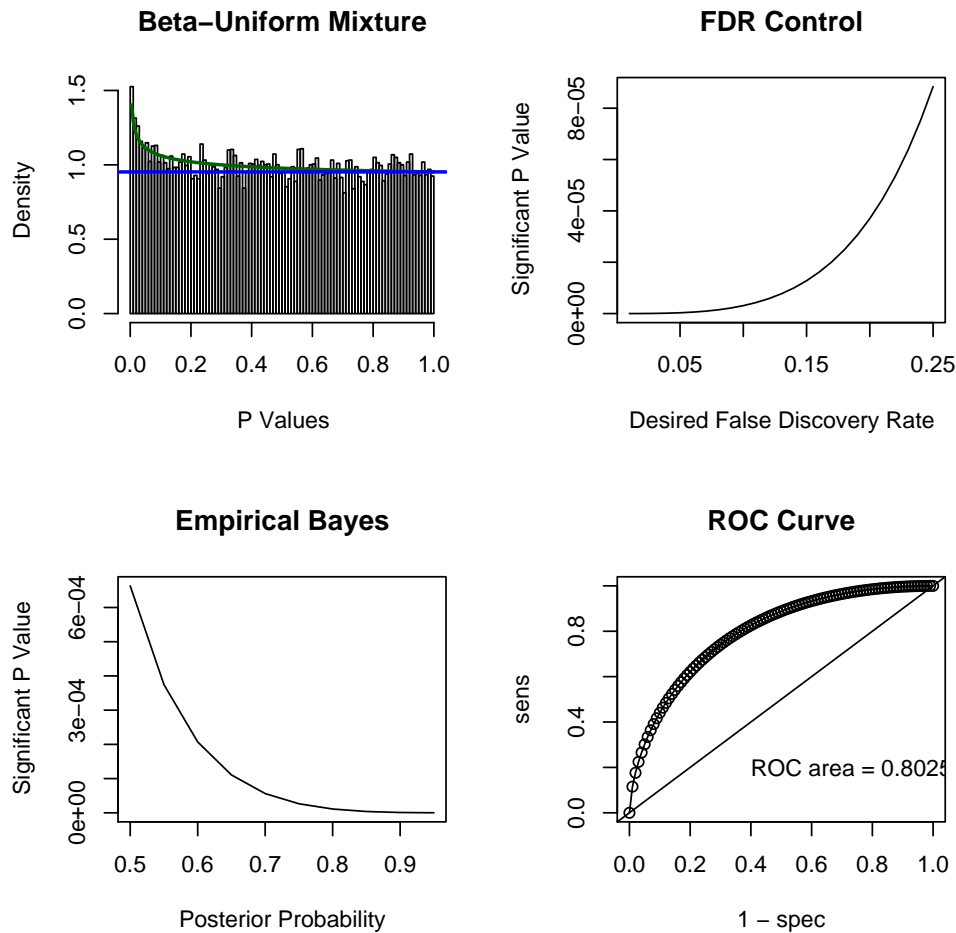 Beta−Uniform Mixture
Density
0.0 0.5 1.0 1.5
0.0 0.2 0.4 0.6 0.8 1.0
P Values
FDR Control
Significant P Value
0e+00 4e−05 8e−05
0.05 0.15 0.25
Desired False Discovery Rate
Empirical Bayes
Significant P Value
0e+00 3e−04 6e−04
0.5 0.6 0.7 0.8 0.9
Posterior Probability
ROC Curve
sens
0.0 0.4 0.8
ROC area = 0.8025
0.0 0.2 0.4 0.6 0.8 1.0
1 − spec